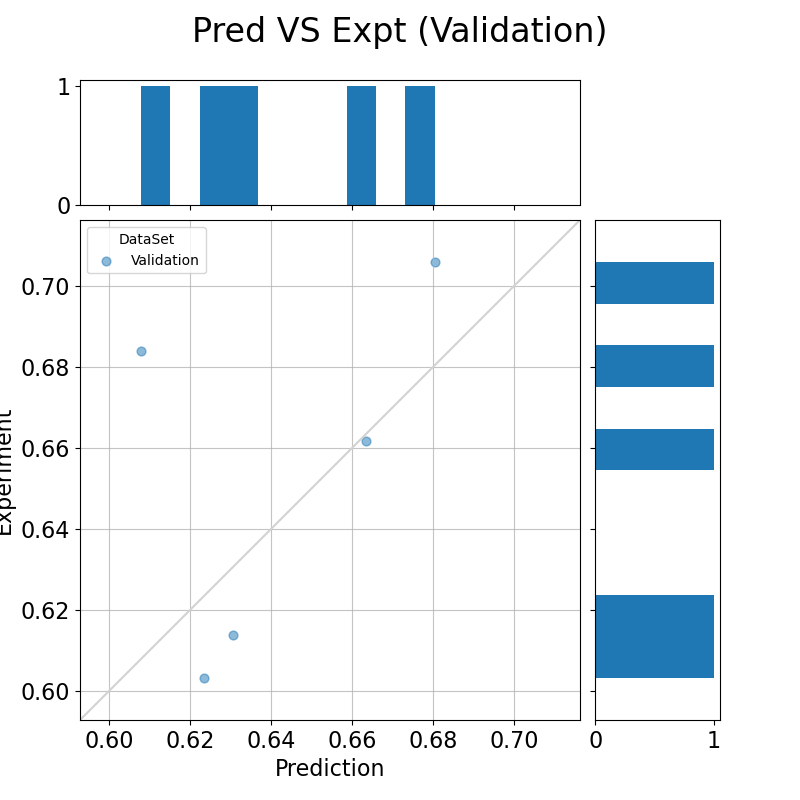 Pred VS Expt (Validation)
1
0
DataSet
Validation
0.70
0.68
0.66
0.64
0.62
0.60
Experiment
0.60 0.62 0.64 0.66 0.68 0.70
Prediction
0 1